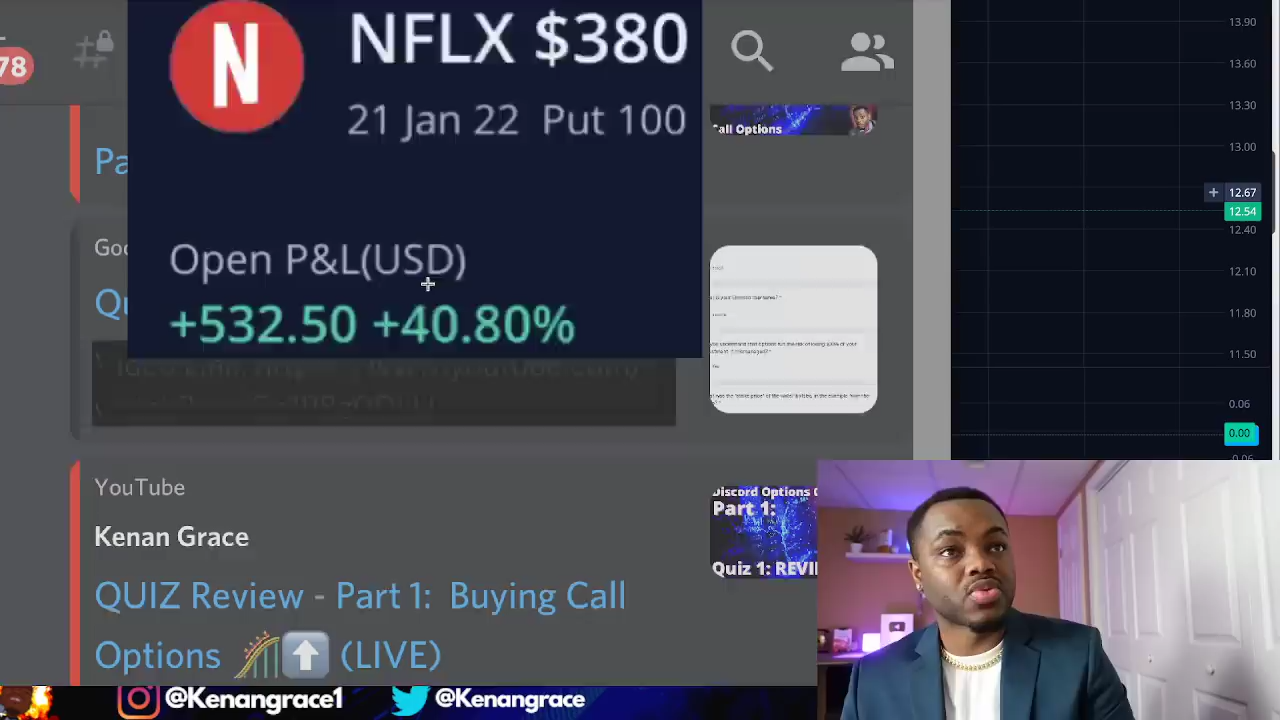 78
NFLX $380
21 Jan 22 Put 100
Open P&L(USD)
+532.50 +40.80%
Pa
Goo
Qu
Call Options
YouTube
Kenan Grace
QUIZ Review - Part 1: Buying Call
Options (LIVE)
Discord Options
Part 1:
Quiz 1:
13.90
13.60
13.30
13.00
12.67
12.54
12.40
12.10
11.80
11.50
0.06
0.00
@Kenangrace1
@Kenangrace